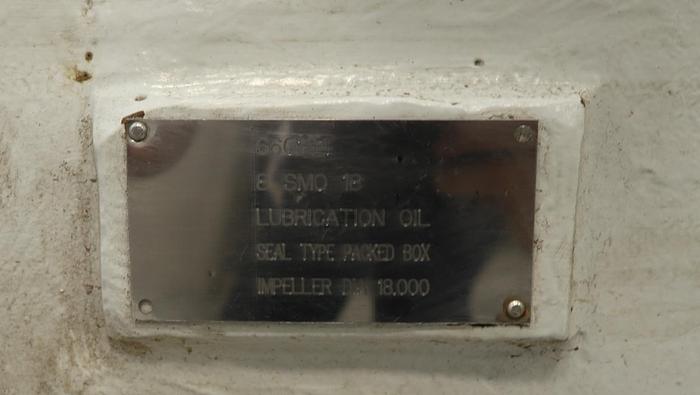 8 SMO 18
LUBRICATION OIL
SEAL TYPE PACKED BOX
IMPELLER 18.000